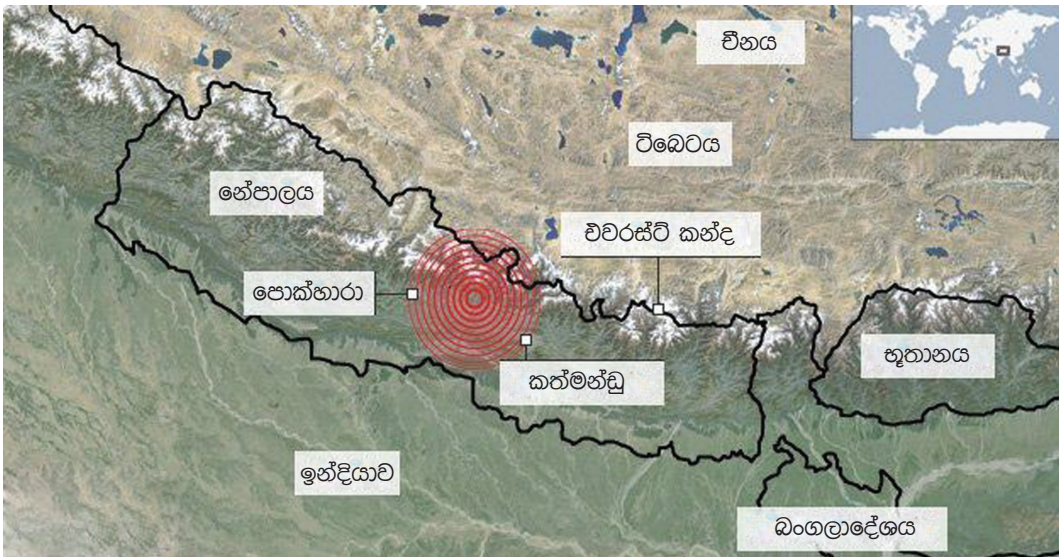 චීනය
ටිබෙටය
නේපාලය
එවරස්ට් කන්ද
පොක්හාරා
භූතානය
කත්මන්ඩු
ඉන්දියාව
බංගලාදේශය